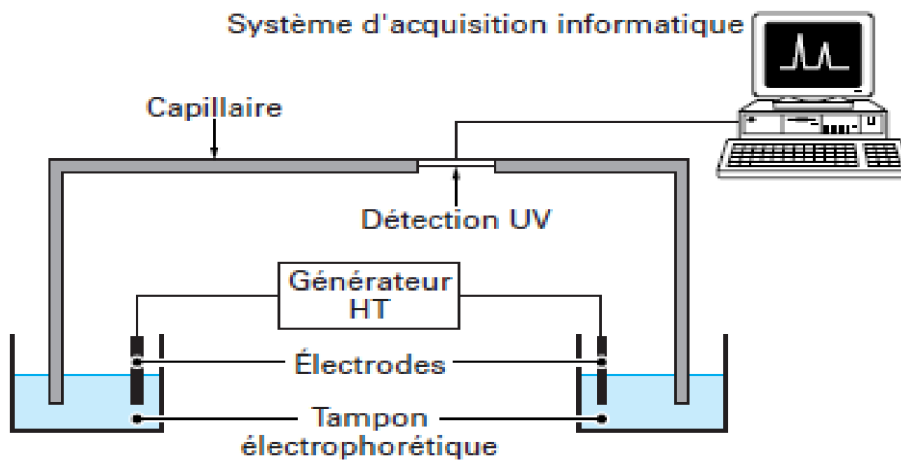 Système d'acquisition informatique
Capillaire
Détection UV
Générateur
HT
Électrodes
Tampon
électrophorétique